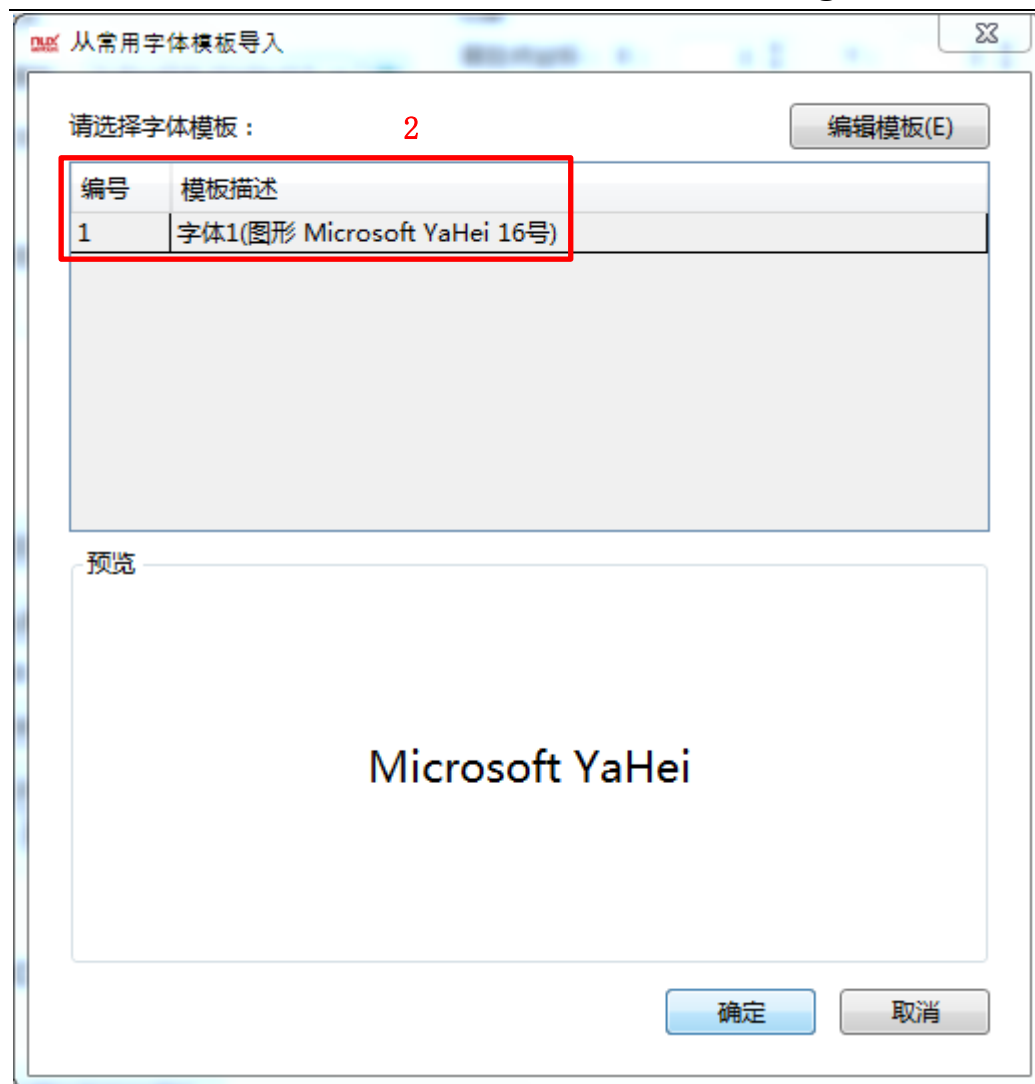 从常用字体模板导入
请选择字体模板： 2 编辑模板(E)
编号 模板描述
1 字体1(图形 Microsoft YaHei 16号)
预览
Microsoft YaHei
确定 取消